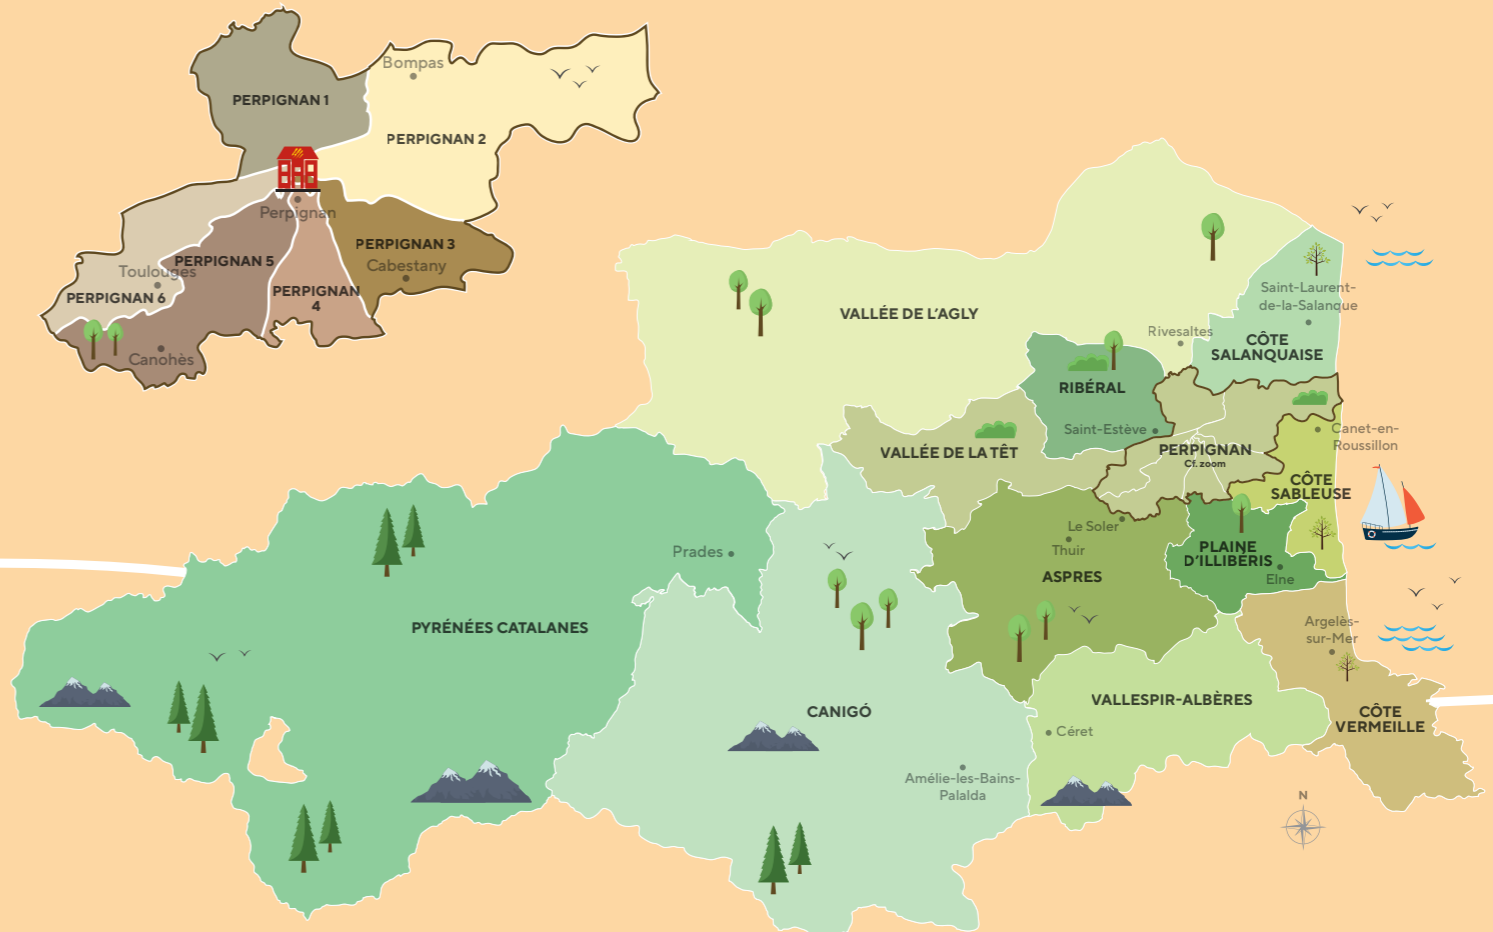 Bompas
PERPIGNAN 1
PERPIGNAN 2
Perpignan
PERPIGNAN 3
Cabestany
PERPIGNAN 5
Toulouges
PERPIGNAN 6
PERPIGNAN
4
Canohès
VALLÉE DE L'AGLY
Saint-Laurent-
de-la-Salanque
Rivesaltes
CÔTE
SALANQUAISE
RIBÉRAL
Saint-Estève
Canet-en-
Roussillon
VALLÉE DE LA TÊT
PERPIGNAN
Cf. zoom
CÔTE
SABLEUSE
Le Soler
Thuir
ASPRES
PLAINE
D'ILLIBÉRIS
Elne
Prades
PYRÉNÉES CATALANES
Argelès-
sur-Mer
CANIGÓ
VALLESPIR-ALBÈRES
CÔTE
VERMEILLE
Céret
Amélie-les-Bains-
Palalda
N